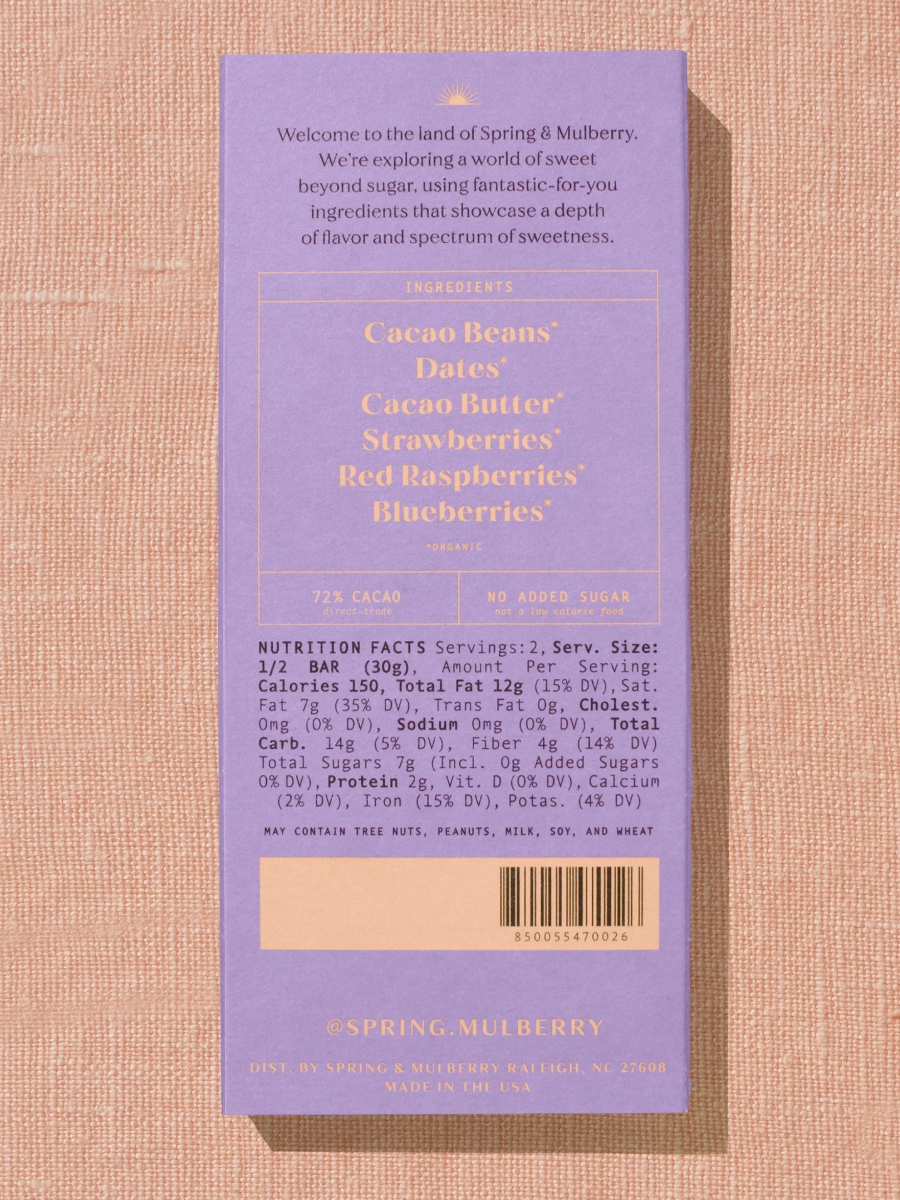 Welcome to the land of Spring & Mulberry.
We're exploring a world of sweet
beyond sugar, using fantastic-for-you
ingredients that showcase a depth
of flavor and spectrum of sweetness.
INGREDIENTS
Cacao Beans*
Dates*
Cacao Butter*
Strawberries*
Red Raspberries*
Blueberries*
*ORGANIC
72% CACAO
direct-trade
NO ADDED SUGAR
not a low calorie food
NUTRITION FACTS Servings: 2, Serv. Size:
1/2 BAR (30g), Amount Per Serving:
Calories 150, Total Fat 12g (15% DV), Sat.
Fat 7g (35% DV), Trans Fat 0g, Cholest.
0mg (0% DV), Sodium 0mg (0% DV), Total
Carb. 14g (5% DV), Fiber 4g (14% DV)
Total Sugars 7g (Incl. 0g Added Sugars
0% DV), Protein 2g, Vit. D (0% DV), Calcium
(2% DV), Iron (15% DV), Potas. (4% DV)
MAY CONTAIN TREE NUTS, PEANUTS, MILK, SOY, AND WHEAT
850055470026
@SPRING.MULBERRY
DIST. BY SPRING & MULBERRY RALEIGH, NC 27608
MADE IN THE USA